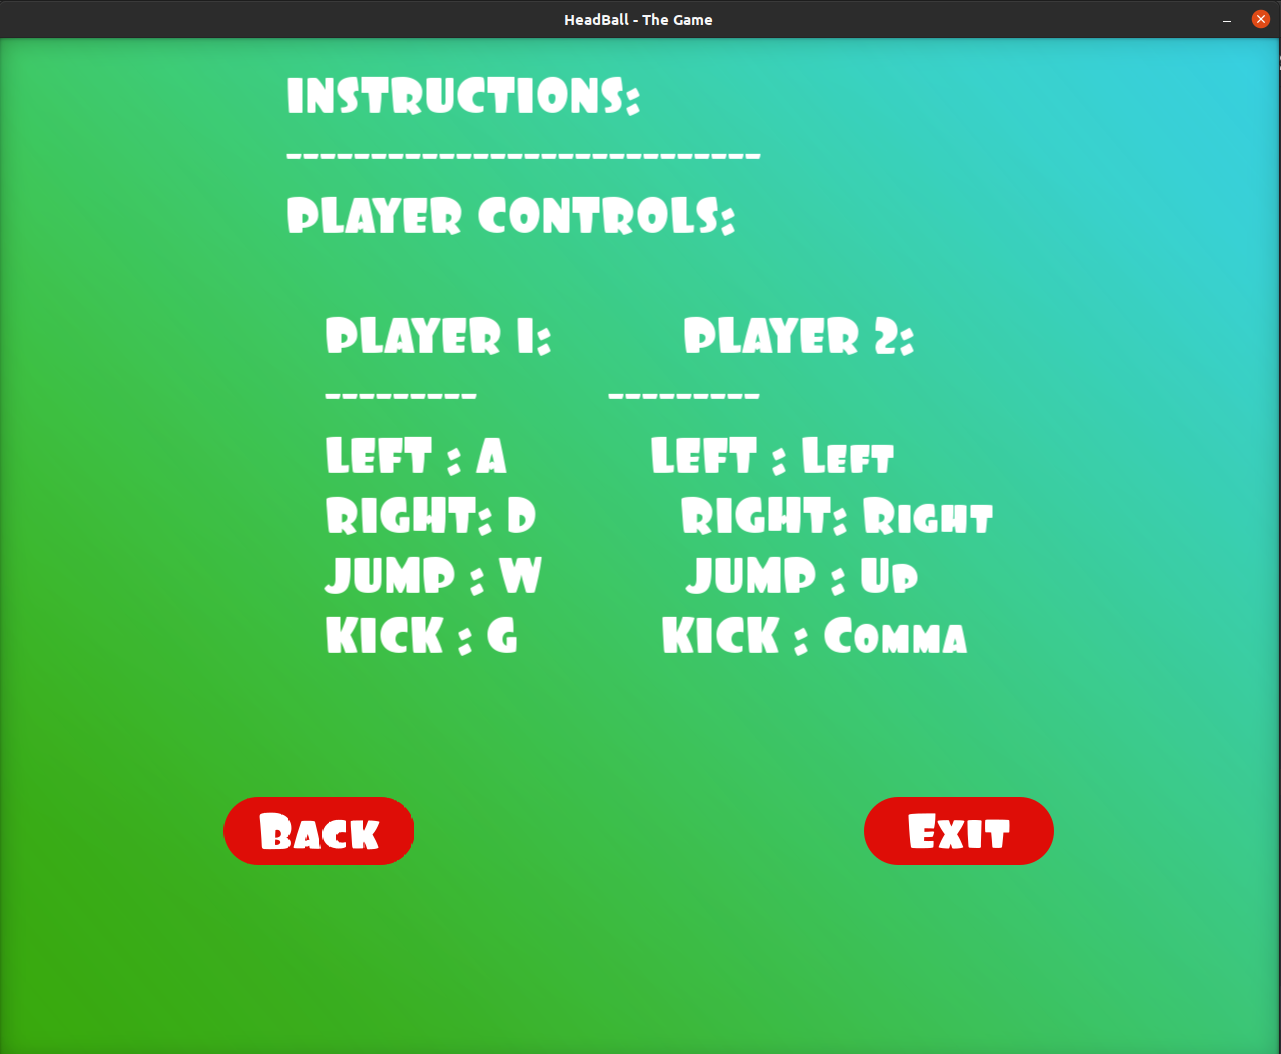 HeadBall - The Game
INSTRUCTIONS:
----------------------------
PLAYER CONTROLS:
PLAYER 1: PLAYER 2:
--------- ---------
LEFT : A LEFT : Left
RIGHT: D RIGHT: Right
JUMP : W JUMP : Up
KICK : G KICK : Comma
Back Exit